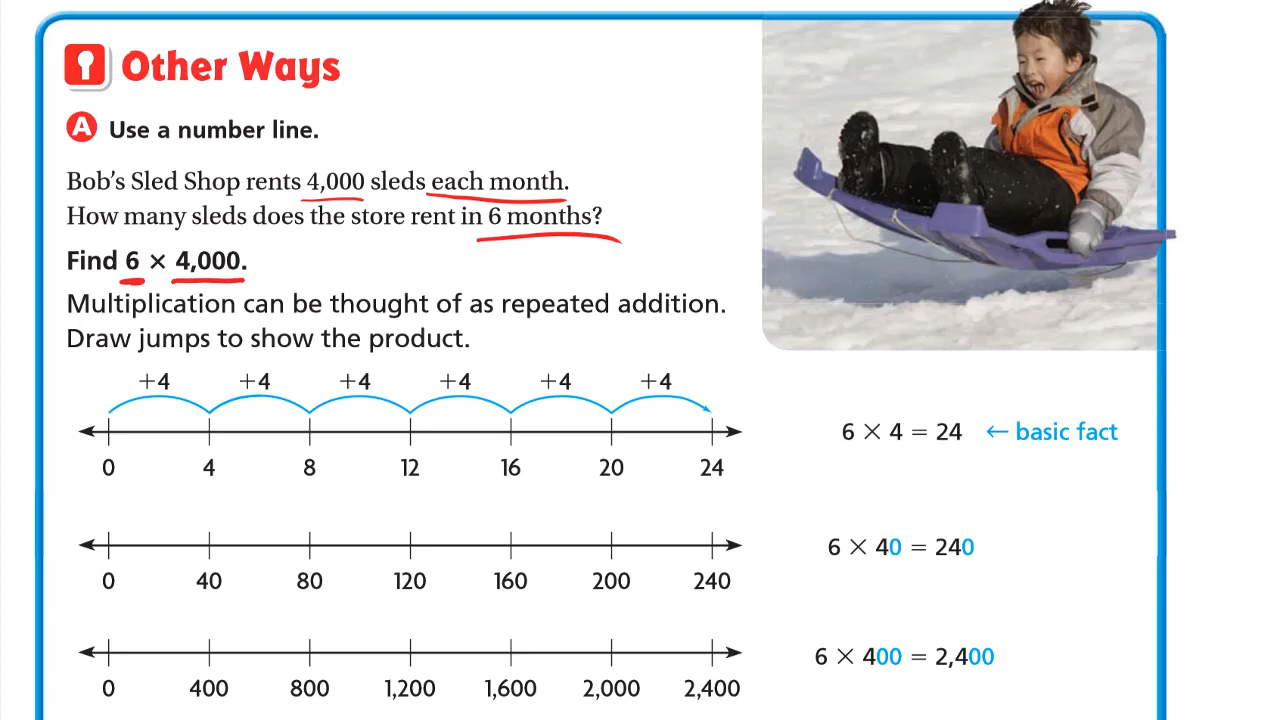 Other Ways
A Use a number line.
Bob's Sled Shop rents 4,000 sleds each month.
How many sleds does the store rent in 6 months?
Find 6 × 4,000.
Multiplication can be thought of as repeated addition.
Draw jumps to show the product.
+4 +4 +4 +4 +4 +4
0 4 8 12 16 20 24
6 × 4 = 24 ← basic fact
0 40 80 120 160 200 240
6 × 40 = 240
0 400 800 1,200 1,600 2,000 2,400
6 × 400 = 2,400